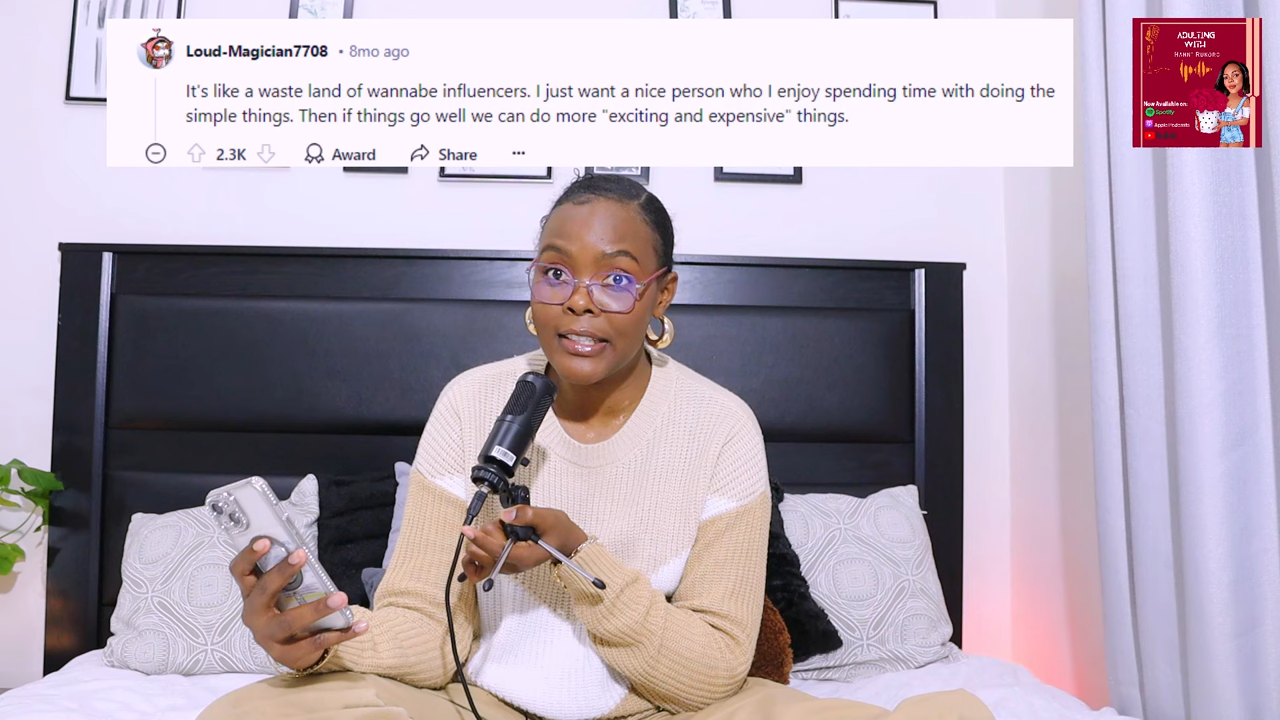 Loud-Magician7708 • 8mo ago
It's like a waste land of wannabe influencers. I just want a nice person who I enjoy spending time with doing the
simple things. Then if things go well we can do more "exciting and expensive" things.
2.3K Award Share ...
ADULTING
WITH
Now Available on:
Spotify
Apple Podcasts